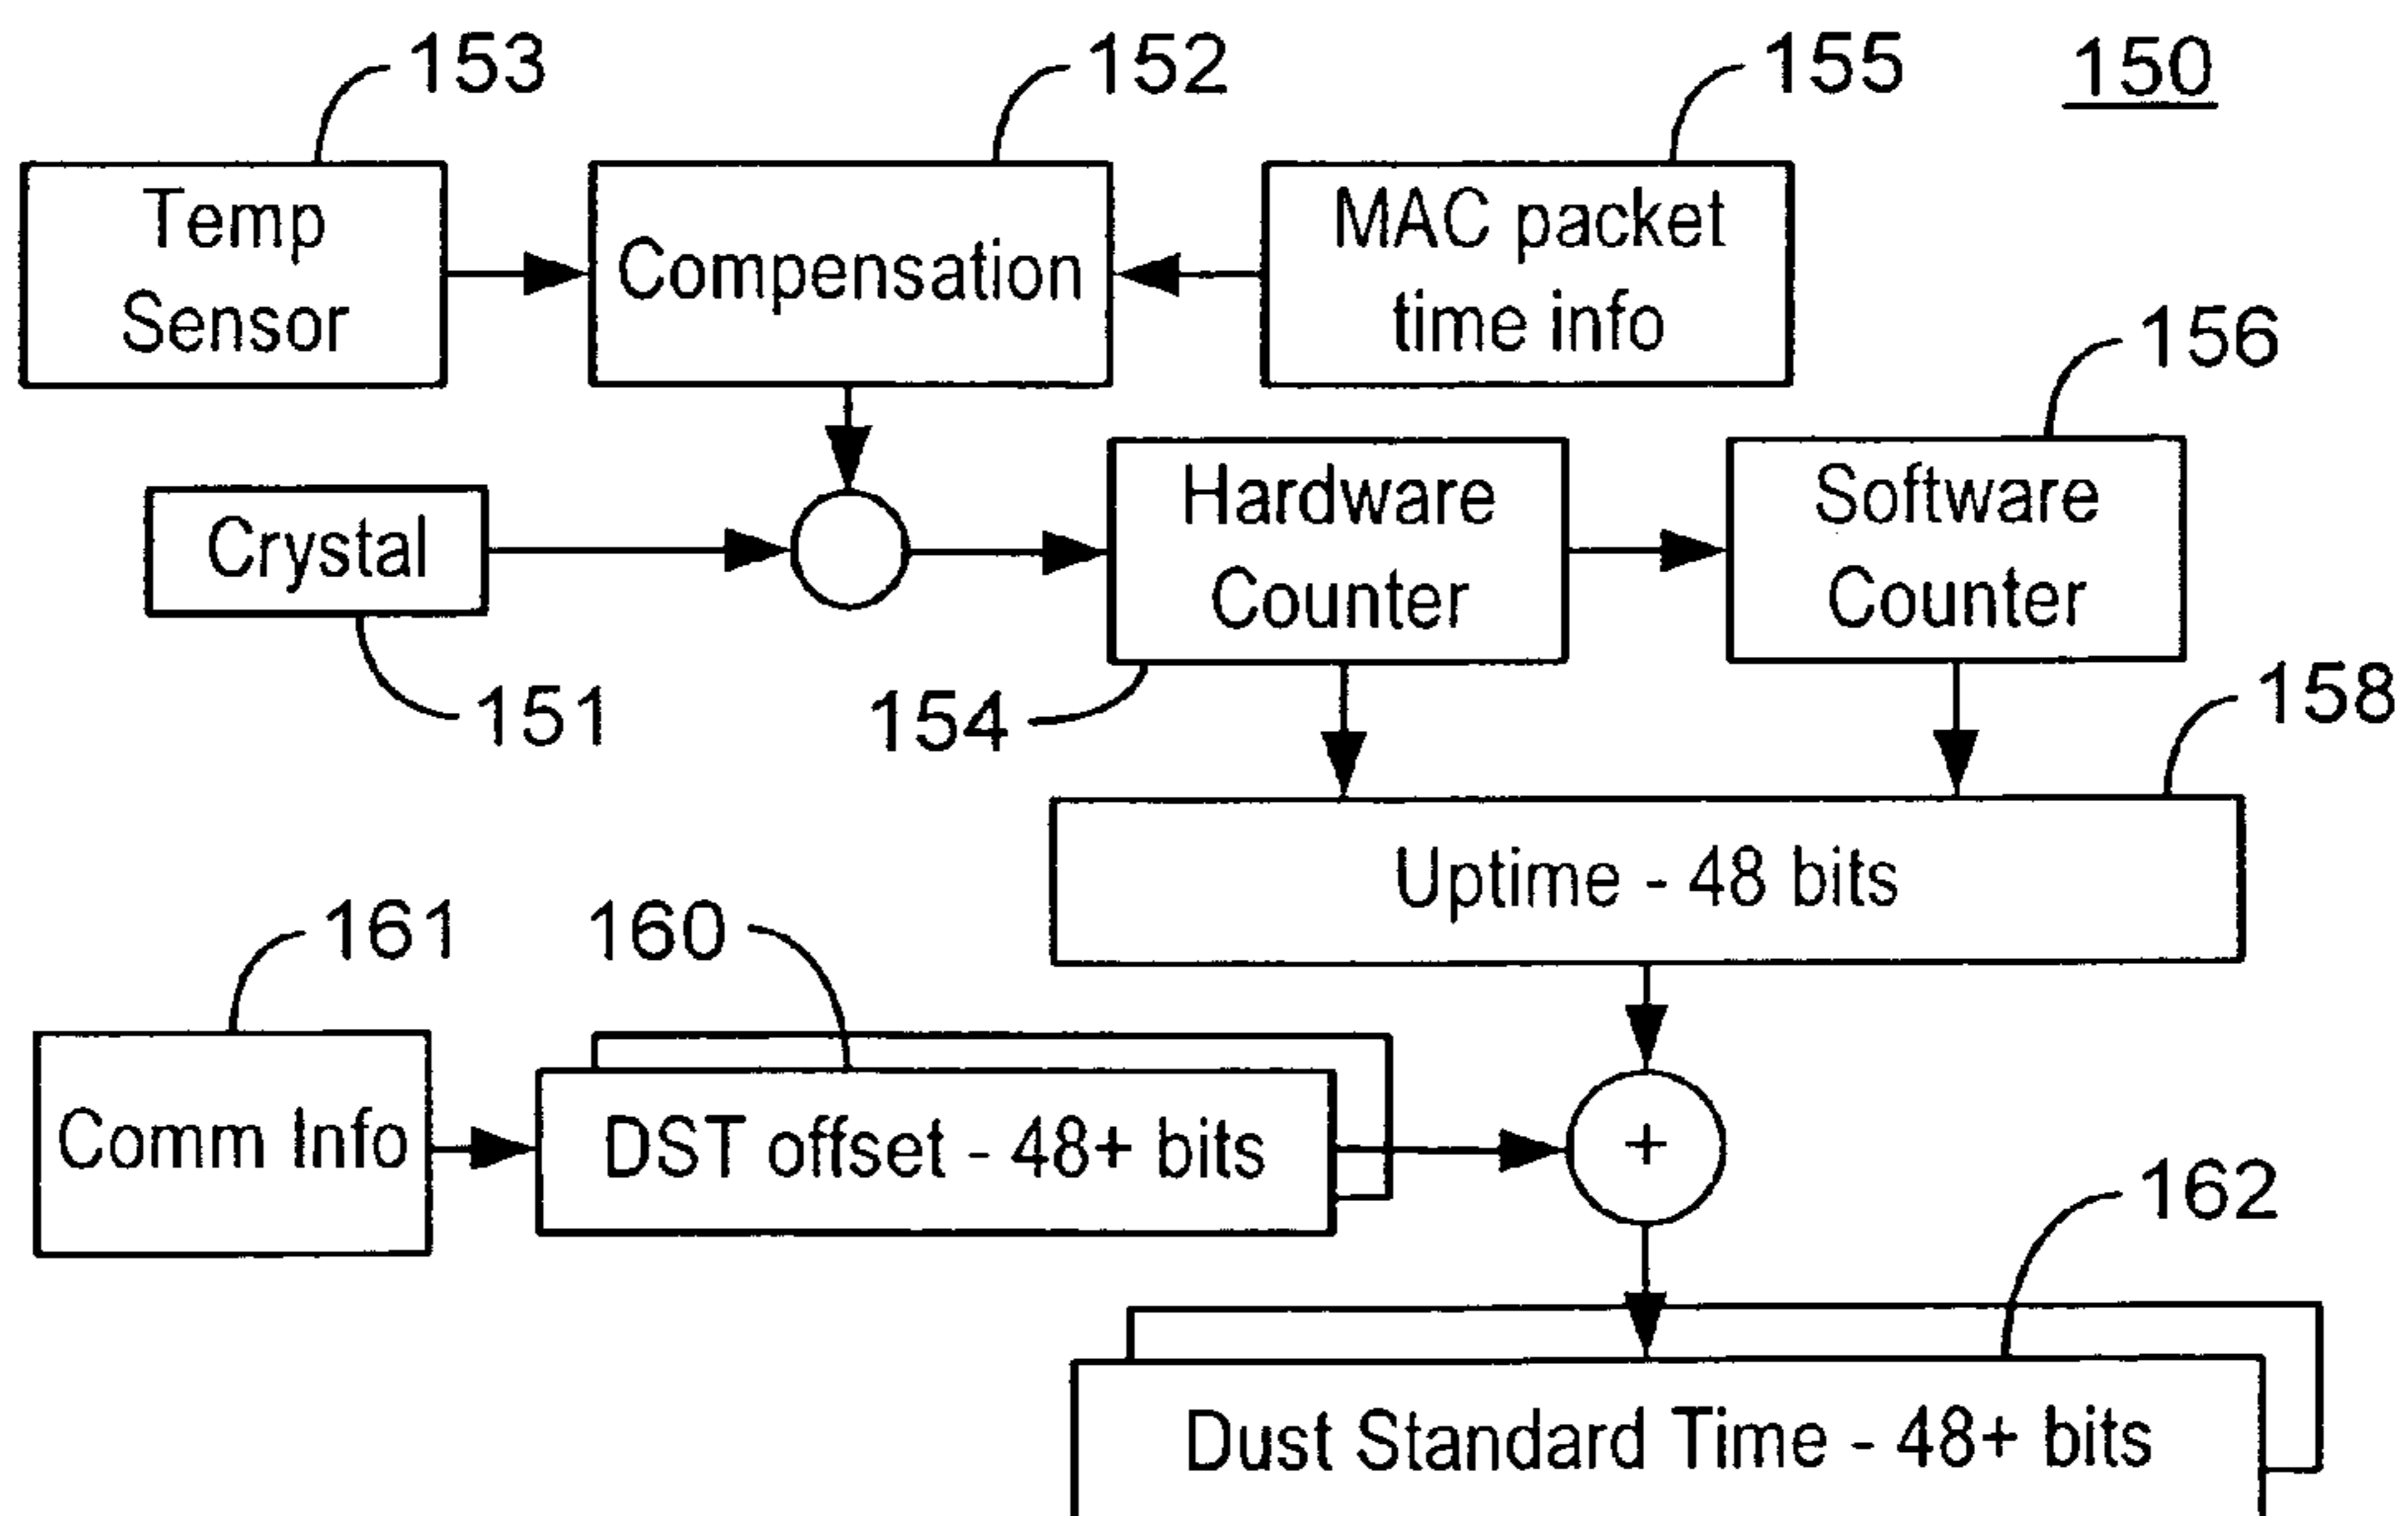 153
152
155
150
Temp
Sensor
Compensation
MAC packet
time info
156
Crystal
Hardware
Counter
Software
Counter
151
154
158
Uptime - 48 bits
161
160
Comm Info
DST offset - 48+ bits
+
162
Dust Standard Time - 48+ bits